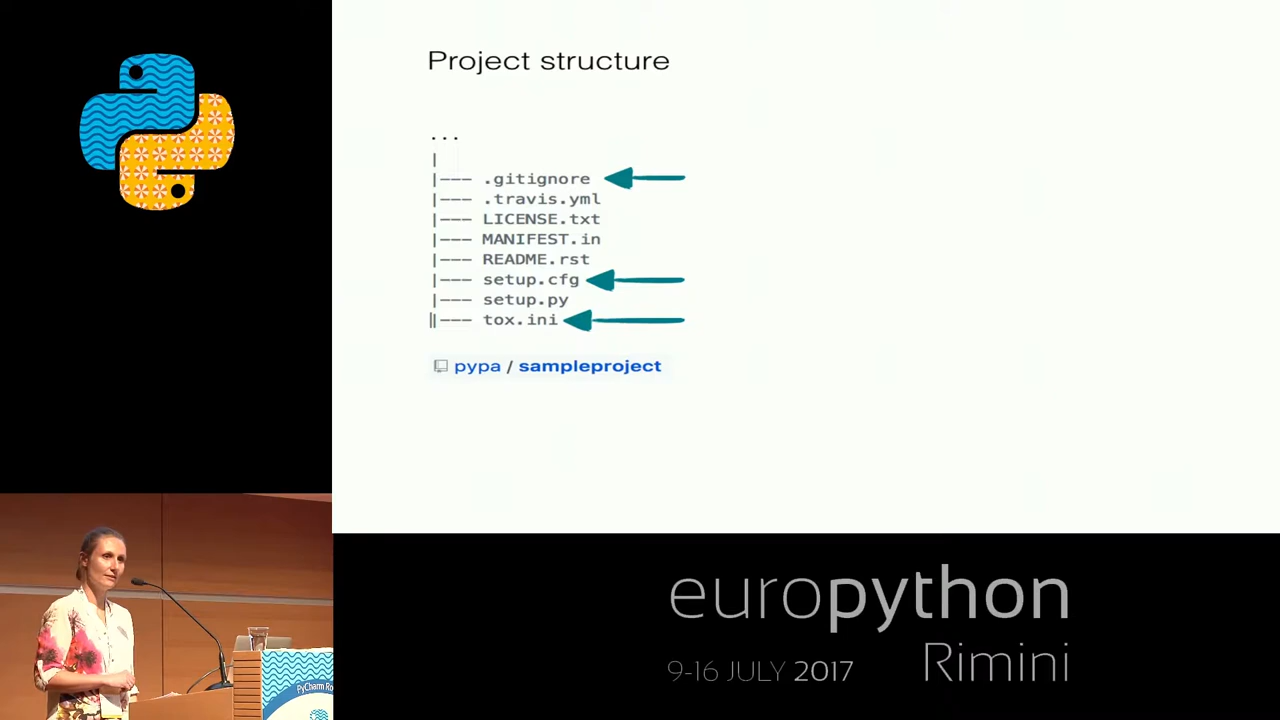 Project structure
...
|
|--- .gitignore
|--- .travis.yml
|--- LICENSE.txt
|--- MANIFEST.in
|--- README.rst
|--- setup.cfg
|--- setup.py
|--- tox.ini
pypa / sampleproject
europython
Rimini
9-16 JULY 2017
PyCharm